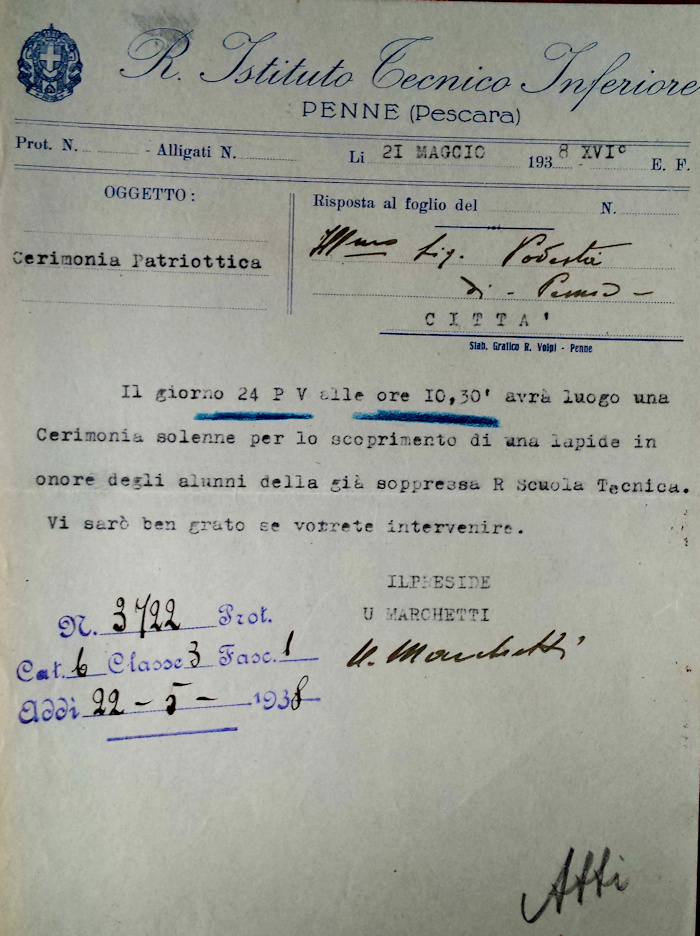 R. Istituto Tecnico Inferiore
PENNE (Pescara)
Prot. N. - Alligati N. Li 2I MAGGIO 1938 XVI° E. F.
OGGETTO:
Risposta al foglio del N.
Cerimonia Patriottica
Ill.mo Sig. Podestà
di - Penne -
CITTA'
Stab. Grafico R. Volpi - Penne
Il giorno 24 P V alle ore I0,30' avrà luogo una
Cerimonia solenne per lo scoprimento di una lapide in
onore degli alunni della già soppressa R Scuola Tecnica.
Vi sarò ben grato se votrete intervenire.
ILPRESIDE
U MARCHETTI
U. Marchetti
N. 3722 Prot.
Cat. 6 Classe 3 Fasc. 1
Addì 22 - 5 - 1938
Atti